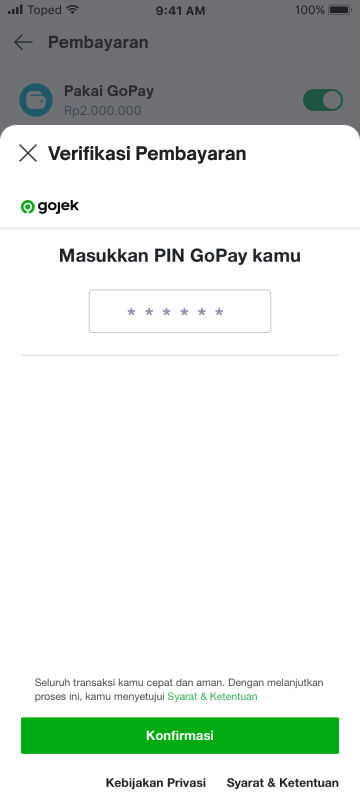 Toped 9:41 AM 100%
Pembayaran
Pakai GoPay
Rp2.000.000
Verifikasi Pembayaran
gojek
Masukkan PIN GoPay kamu
* * * * * *
Seluruh transaksi kamu cepat dan aman. Dengan melanjutkan
proses ini, kamu menyetujui Syarat & Ketentuan
Konfirmasi
Kebijakan Privasi Syarat & Ketentuan